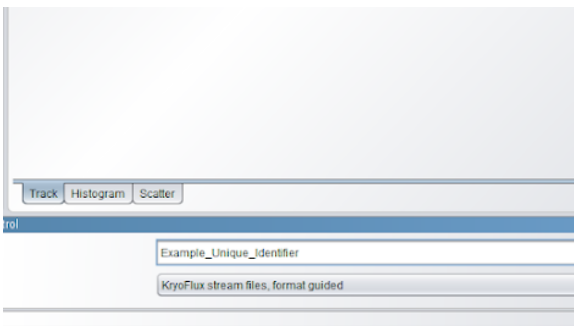 Track Histogram Scatter
trol
Example_Unique_Identifier
KryoFlux stream files, format guided